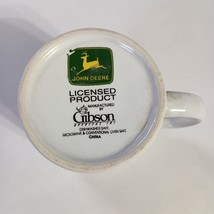 JOHN DEERE
LICENSED
PRODUCT
MANUFACTURED
BY
Gibson
DISHWASHER SAFE,
MICROWAVE & CONVENTIONAL OVEN SAFE
CHINA